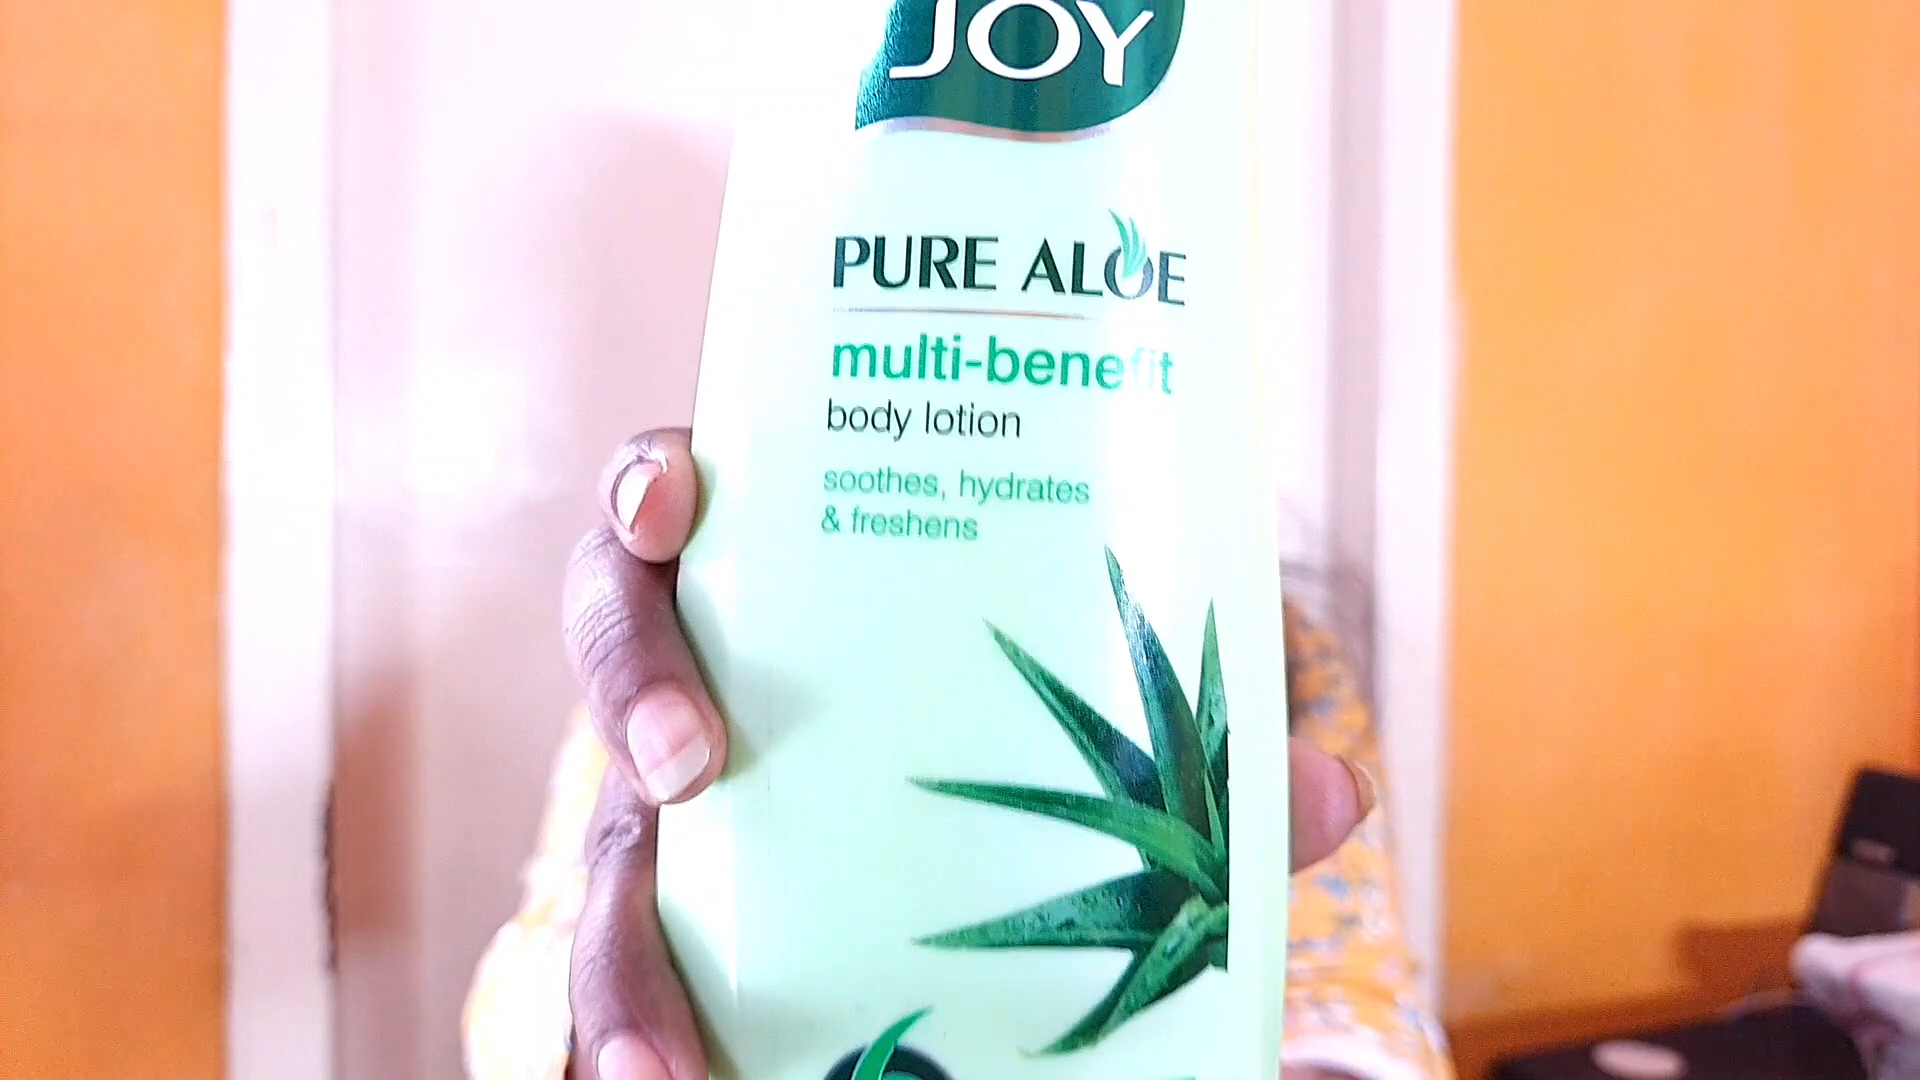 JOY
PURE ALOE
multi-benefit
body lotion
soothes, hydrates
& freshens